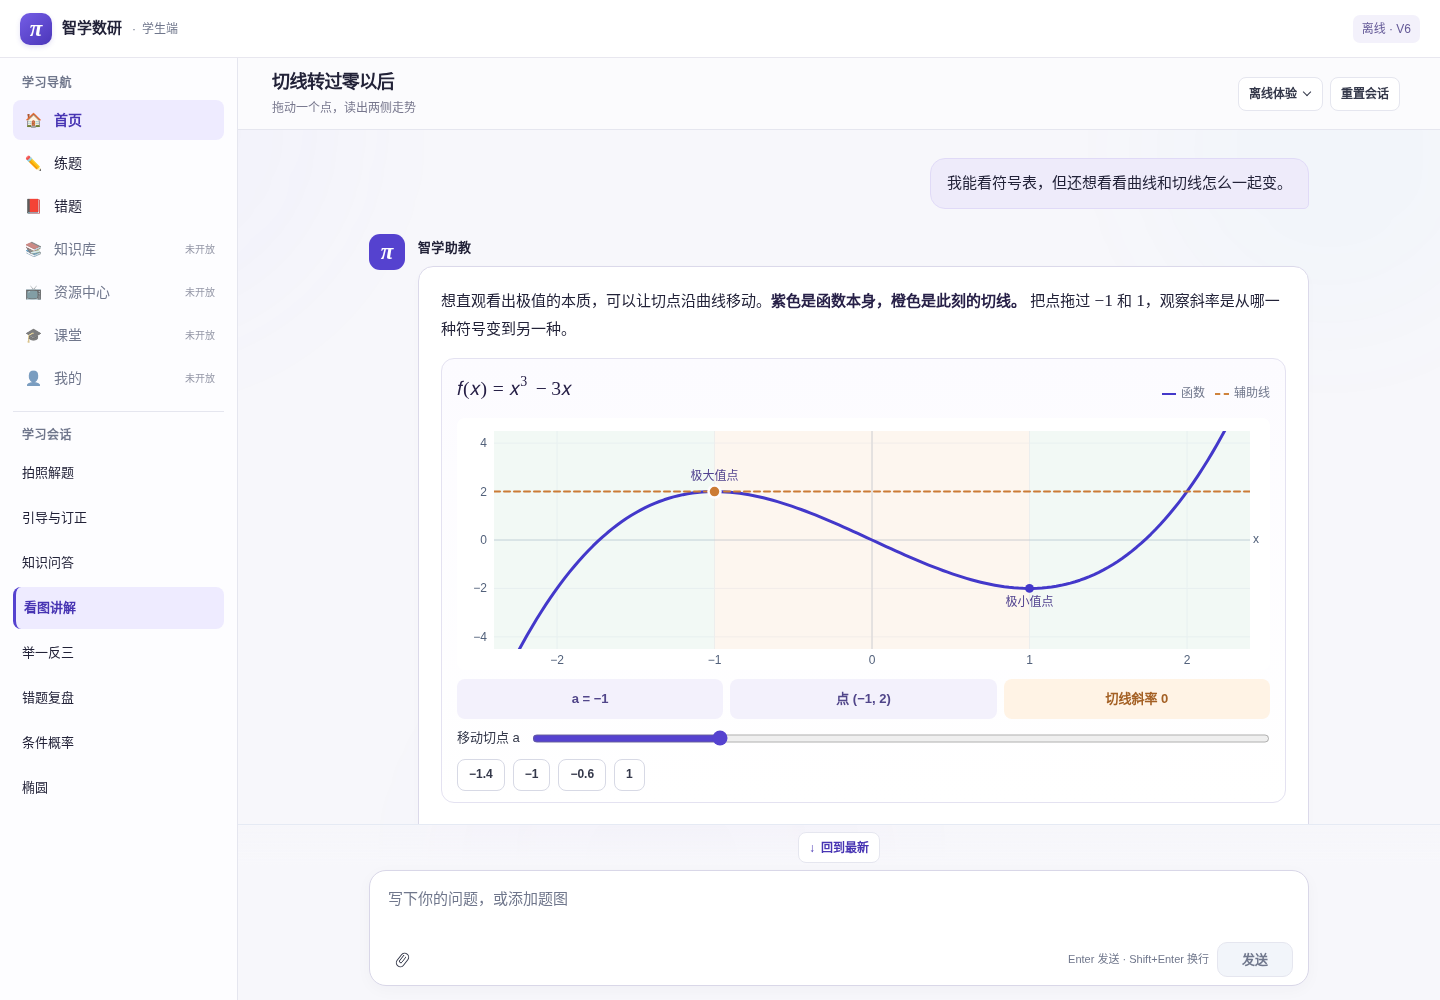 π 智学数研 · 学生端
离线 · V6
学习导航
首页
练题
错题
知识库 未开放
资源中心 未开放
课堂 未开放
我的 未开放
学习会话
拍照解题
引导与订正
知识问答
看图讲解
举一反三
错题复盘
条件概率
椭圆
切线转过零以后
拖动一个点，读出两侧走势
离线体验
重置会话
我能看符号表，但还想看看曲线和切线怎么一起变。
π 智学助教
想直观看出极值的本质，可以让切点沿曲线移动。紫色是函数本身，橙色是此刻的切线。 把点拖过 −1 和 1，观察斜率是从哪一
种符号变到另一种。
f(x) = x³ − 3x
函数 辅助线
4
2
0
−2
−4
极大值点
极小值点
x
−2 −1 0 1 2
a = −1
点 (−1, 2)
切线斜率 0
移动切点 a
−1.4 −1 −0.6 1
↓ 回到最新
写下你的问题，或添加题图
Enter 发送 · Shift+Enter 换行
发送